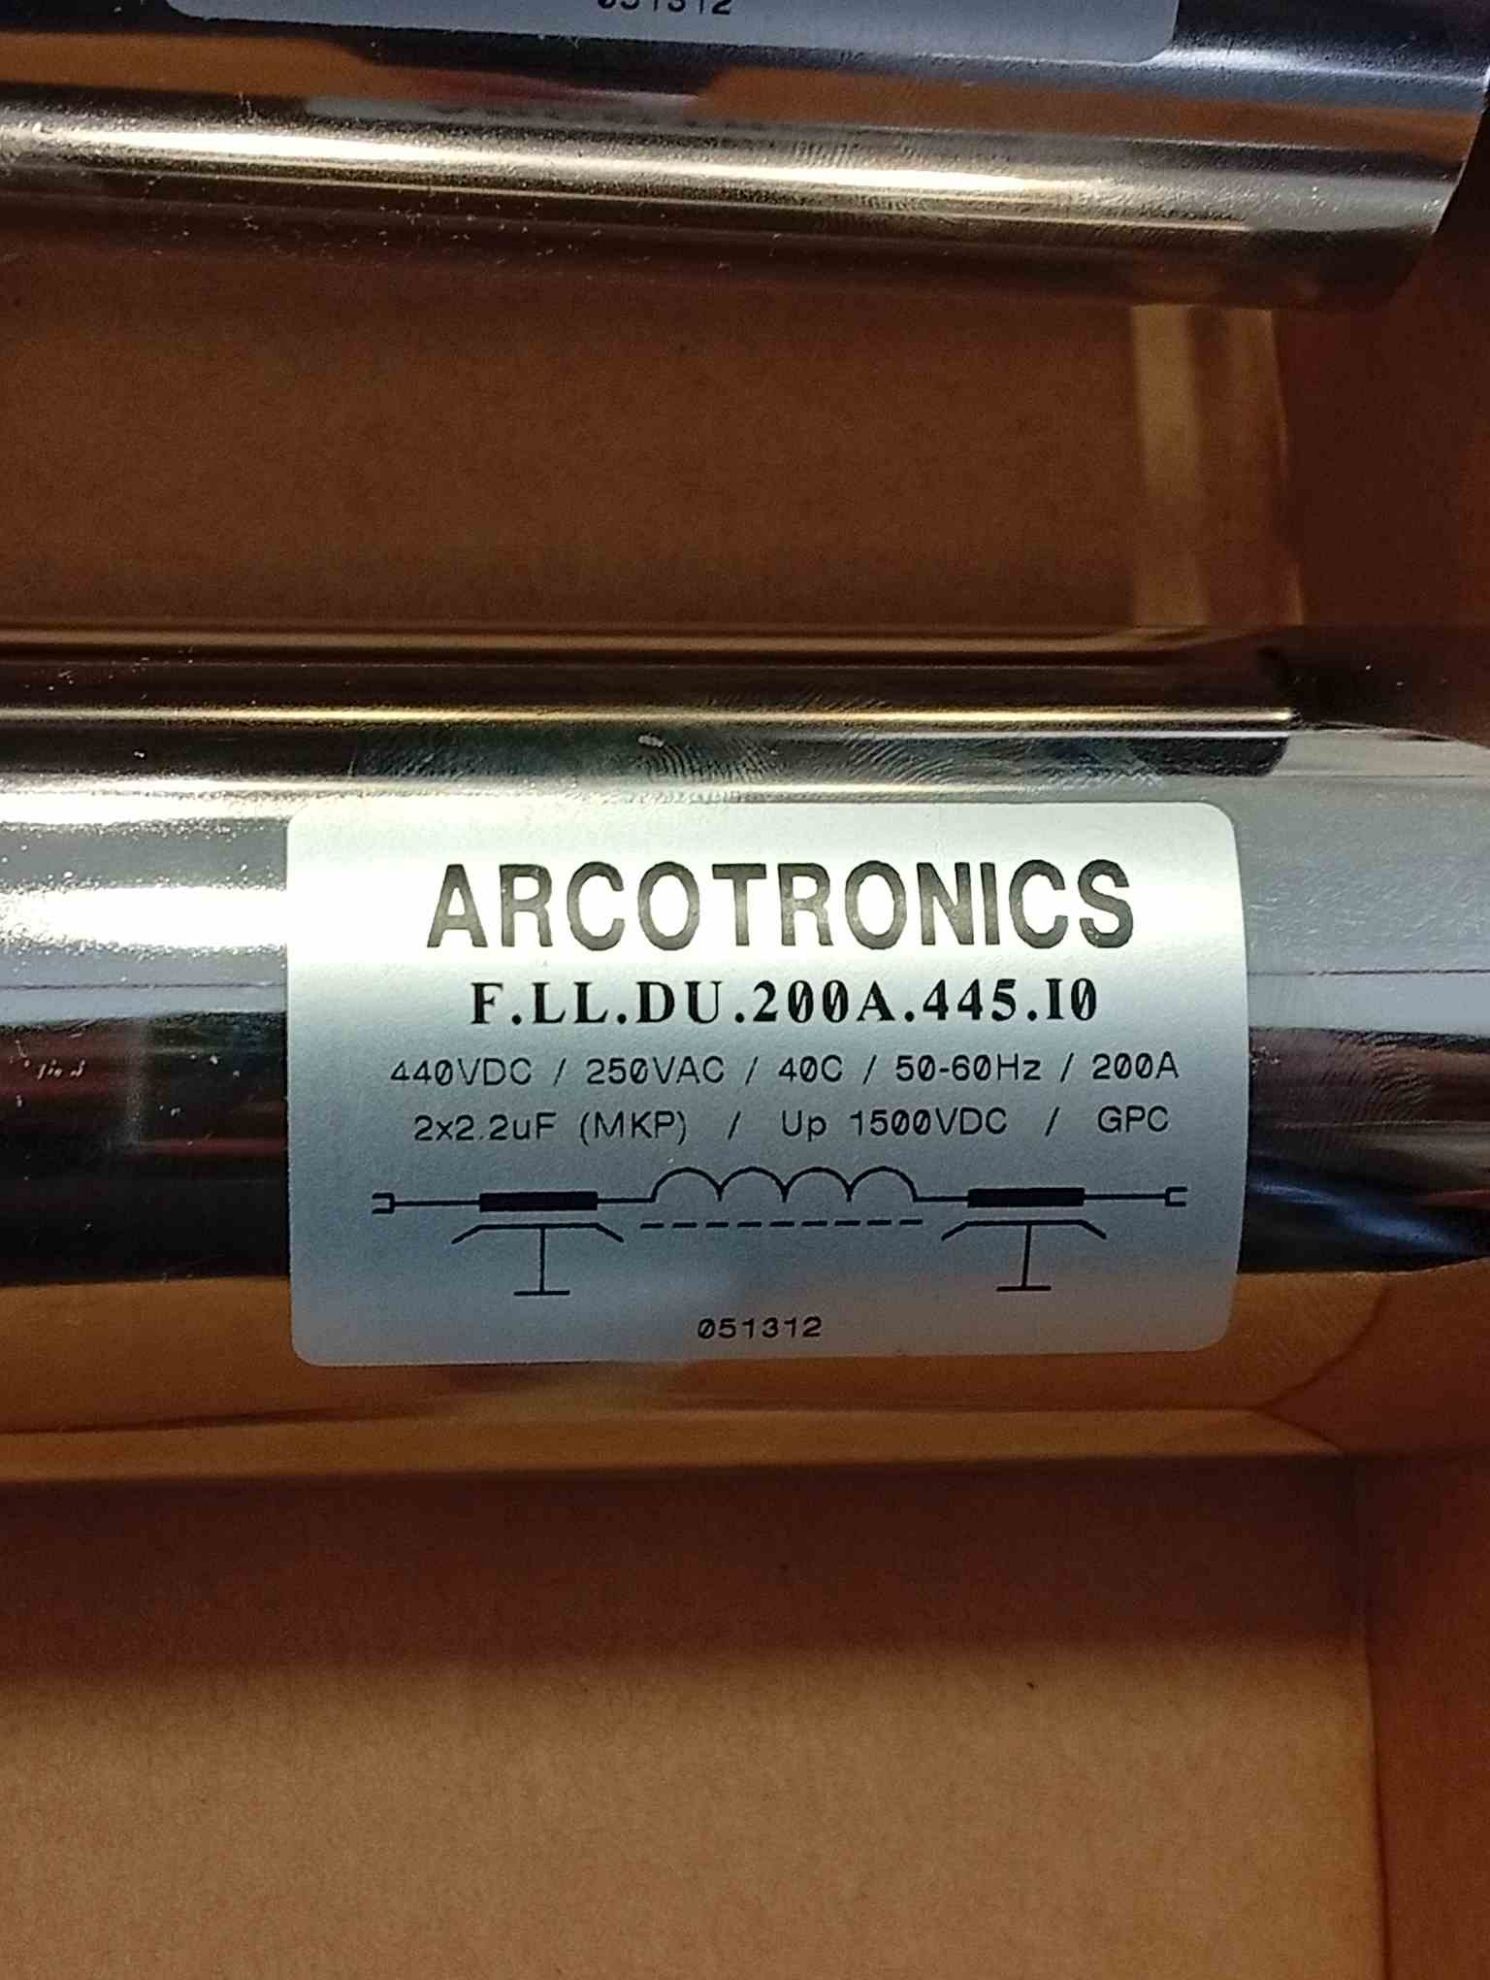 051312
ARCOTRONICS
F.LL.DU.200A.445.I0
440VDC / 250VAC / 40C / 50-60Hz / 200A
2x2.2uF (MKP) / Up 1500VDC / GPC
051312